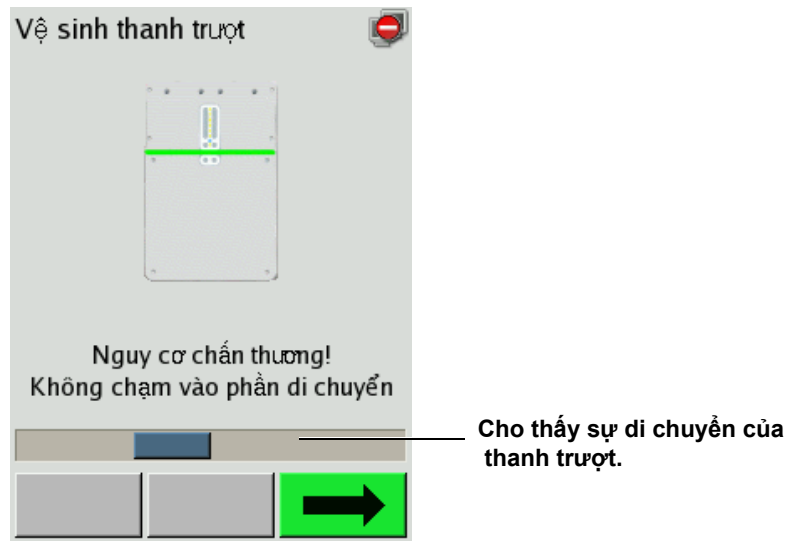 Vệ sinh thanh trượt
Nguy cơ chấn thương!
Không chạm vào phần di chuyển
Cho thấy sự di chuyển của
thanh trượt.